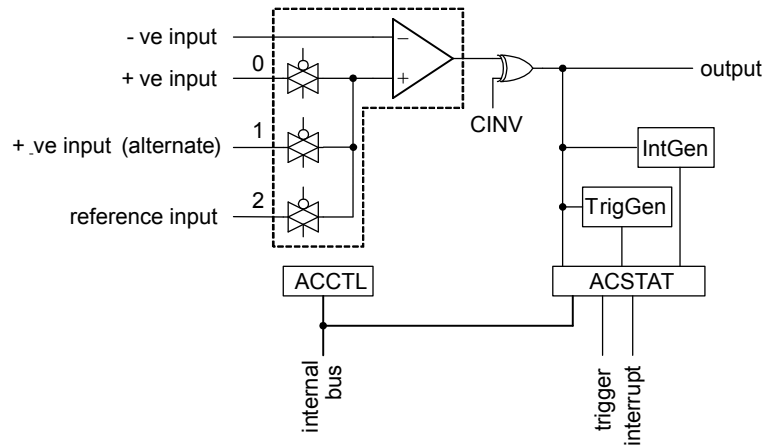 - ve input
−
0
+ ve input
+
output
CINV
1
+ ve input (alternate)
IntGen
2
reference input
TrigGen
ACCTL
ACSTAT
internal
bus
trigger
interrupt